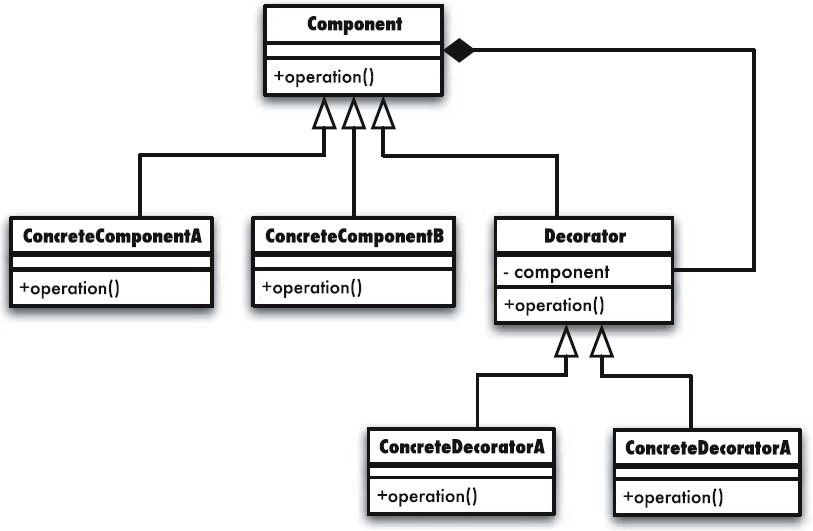 Component
+operation()
ConcreteComponentA
+operation()
ConcreteComponentB
+operation()
Decorator
- component
+operation()
ConcreteDecoratorA
+operation()
ConcreteDecoratorA
+operation()